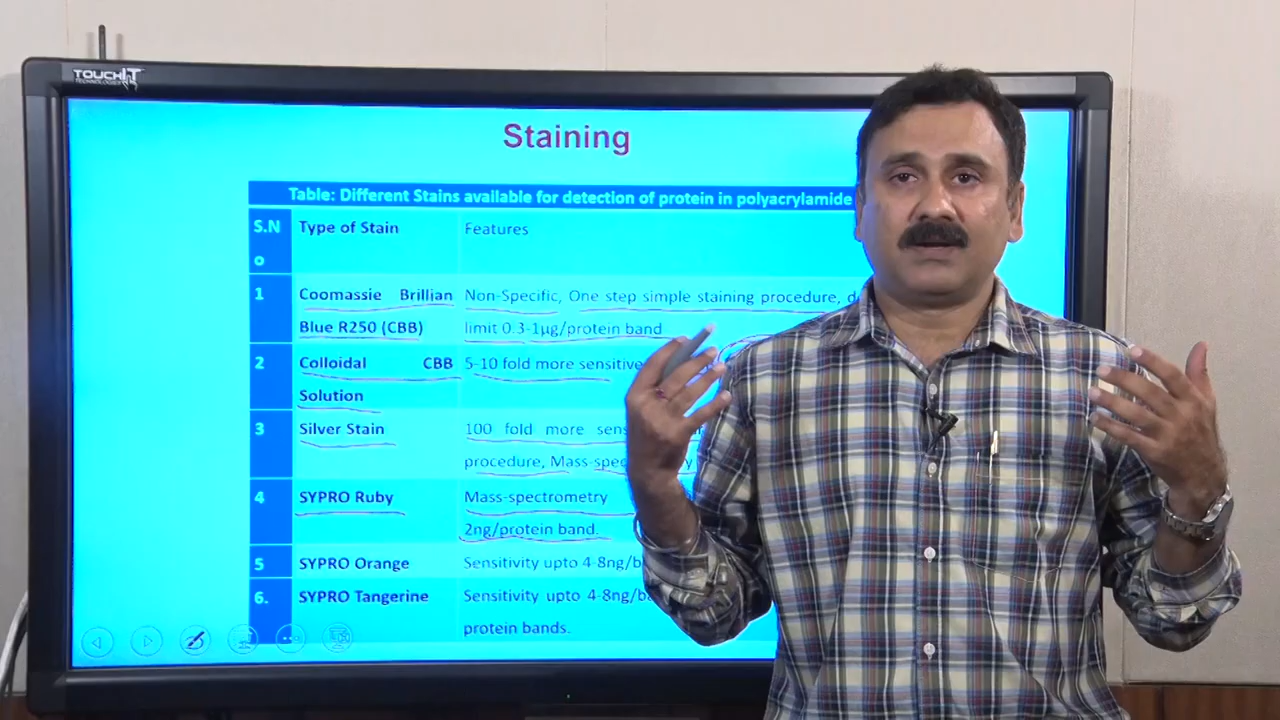 TOUCHIT
TECHNOLOGIES
Staining
Table: Different Stains available for detection of protein in polyacrylamide
S.N
o
Type of Stain
Features
1
Coomassie Brillian
Blue R250 (CBB)
Non-Specific, One step simple staining procedure, d
limit 0.3-1µg/protein band
2
Colloidal CBB
Solution
5-10 fold more sensitive
3
Silver Stain
100 fold more sens
procedure, Mass-spec
4
SYPRO Ruby
Mass-spectrometry
2ng/protein band.
5
SYPRO Orange
Sensitivity upto 4-8ng/b
6.
SYPRO Tangerine
Sensitivity upto 4-8ng/b
protein bands.